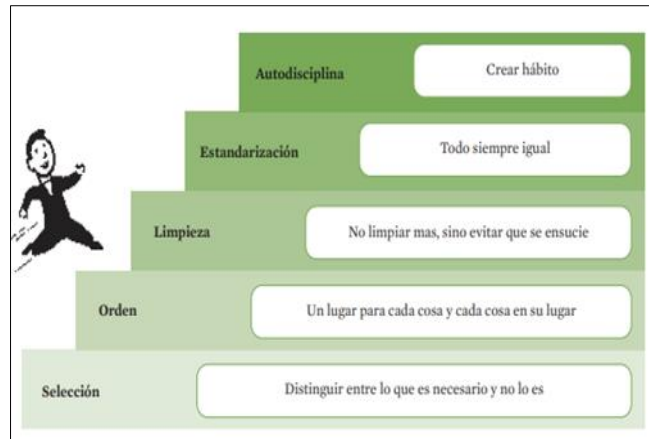 Autodisciplina
Crear hábito
Estandarización
Todo siempre igual
Limpieza
No limpiar mas, sino evitar que se ensucie
Orden
Un lugar para cada cosa y cada cosa en su lugar
Selección
Distinguir entre lo que es necesario y no lo es